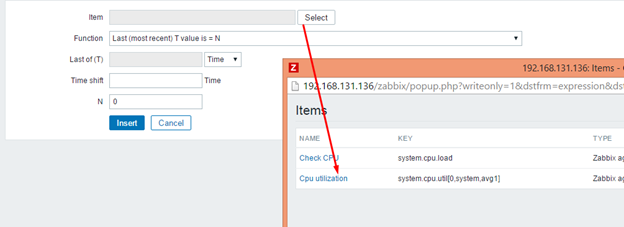 Item Select
Function Last (most recent) T value is = N
Last of (T) Time
Time shift Time
N 0
Insert Cancel
Z 192.168.131.136: Items -
192.168.131.136/zabbix/popup.php?writeonly=1&dstfrm=expression&dst
Items
NAME KEY TYPE
Check CPU system.cpu.load Zabbix ag
Cpu utilization system.cpu.util[0,system,avg1] Zabbix ag